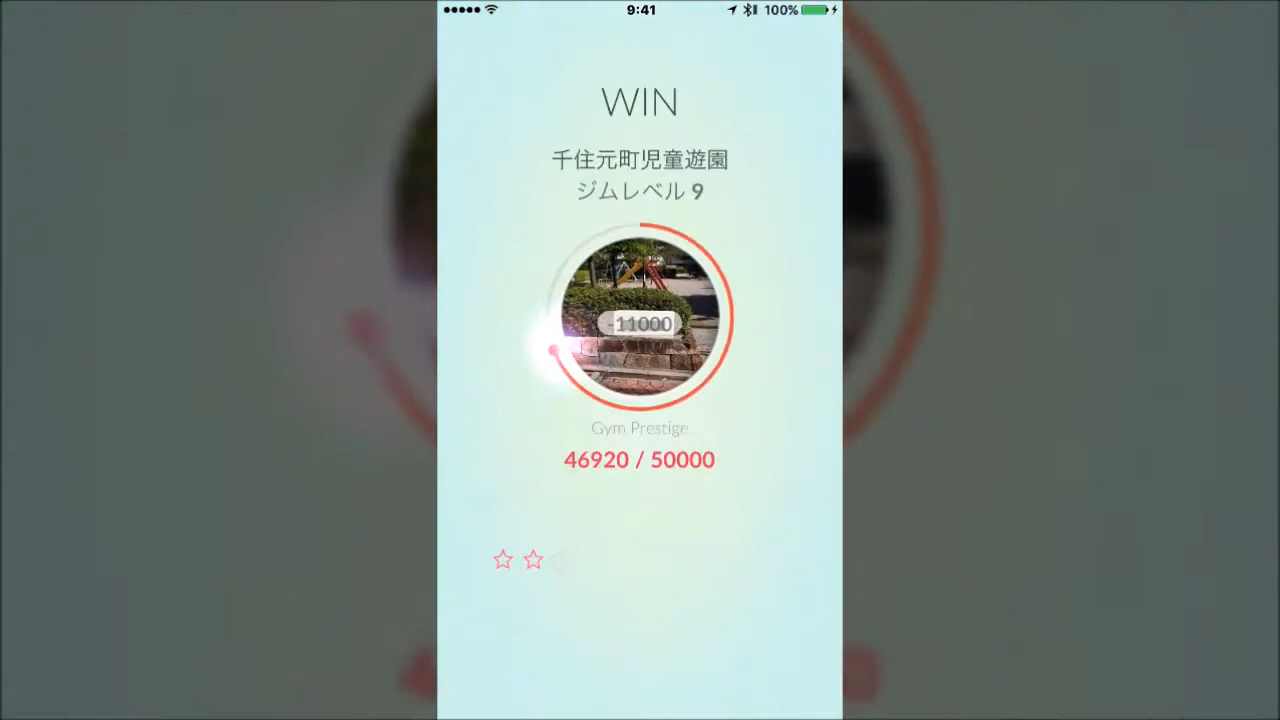 9:41
100%
WIN
千住元町児童遊園
ジムレベル 9
-11000
Gym Prestige
46920 / 50000